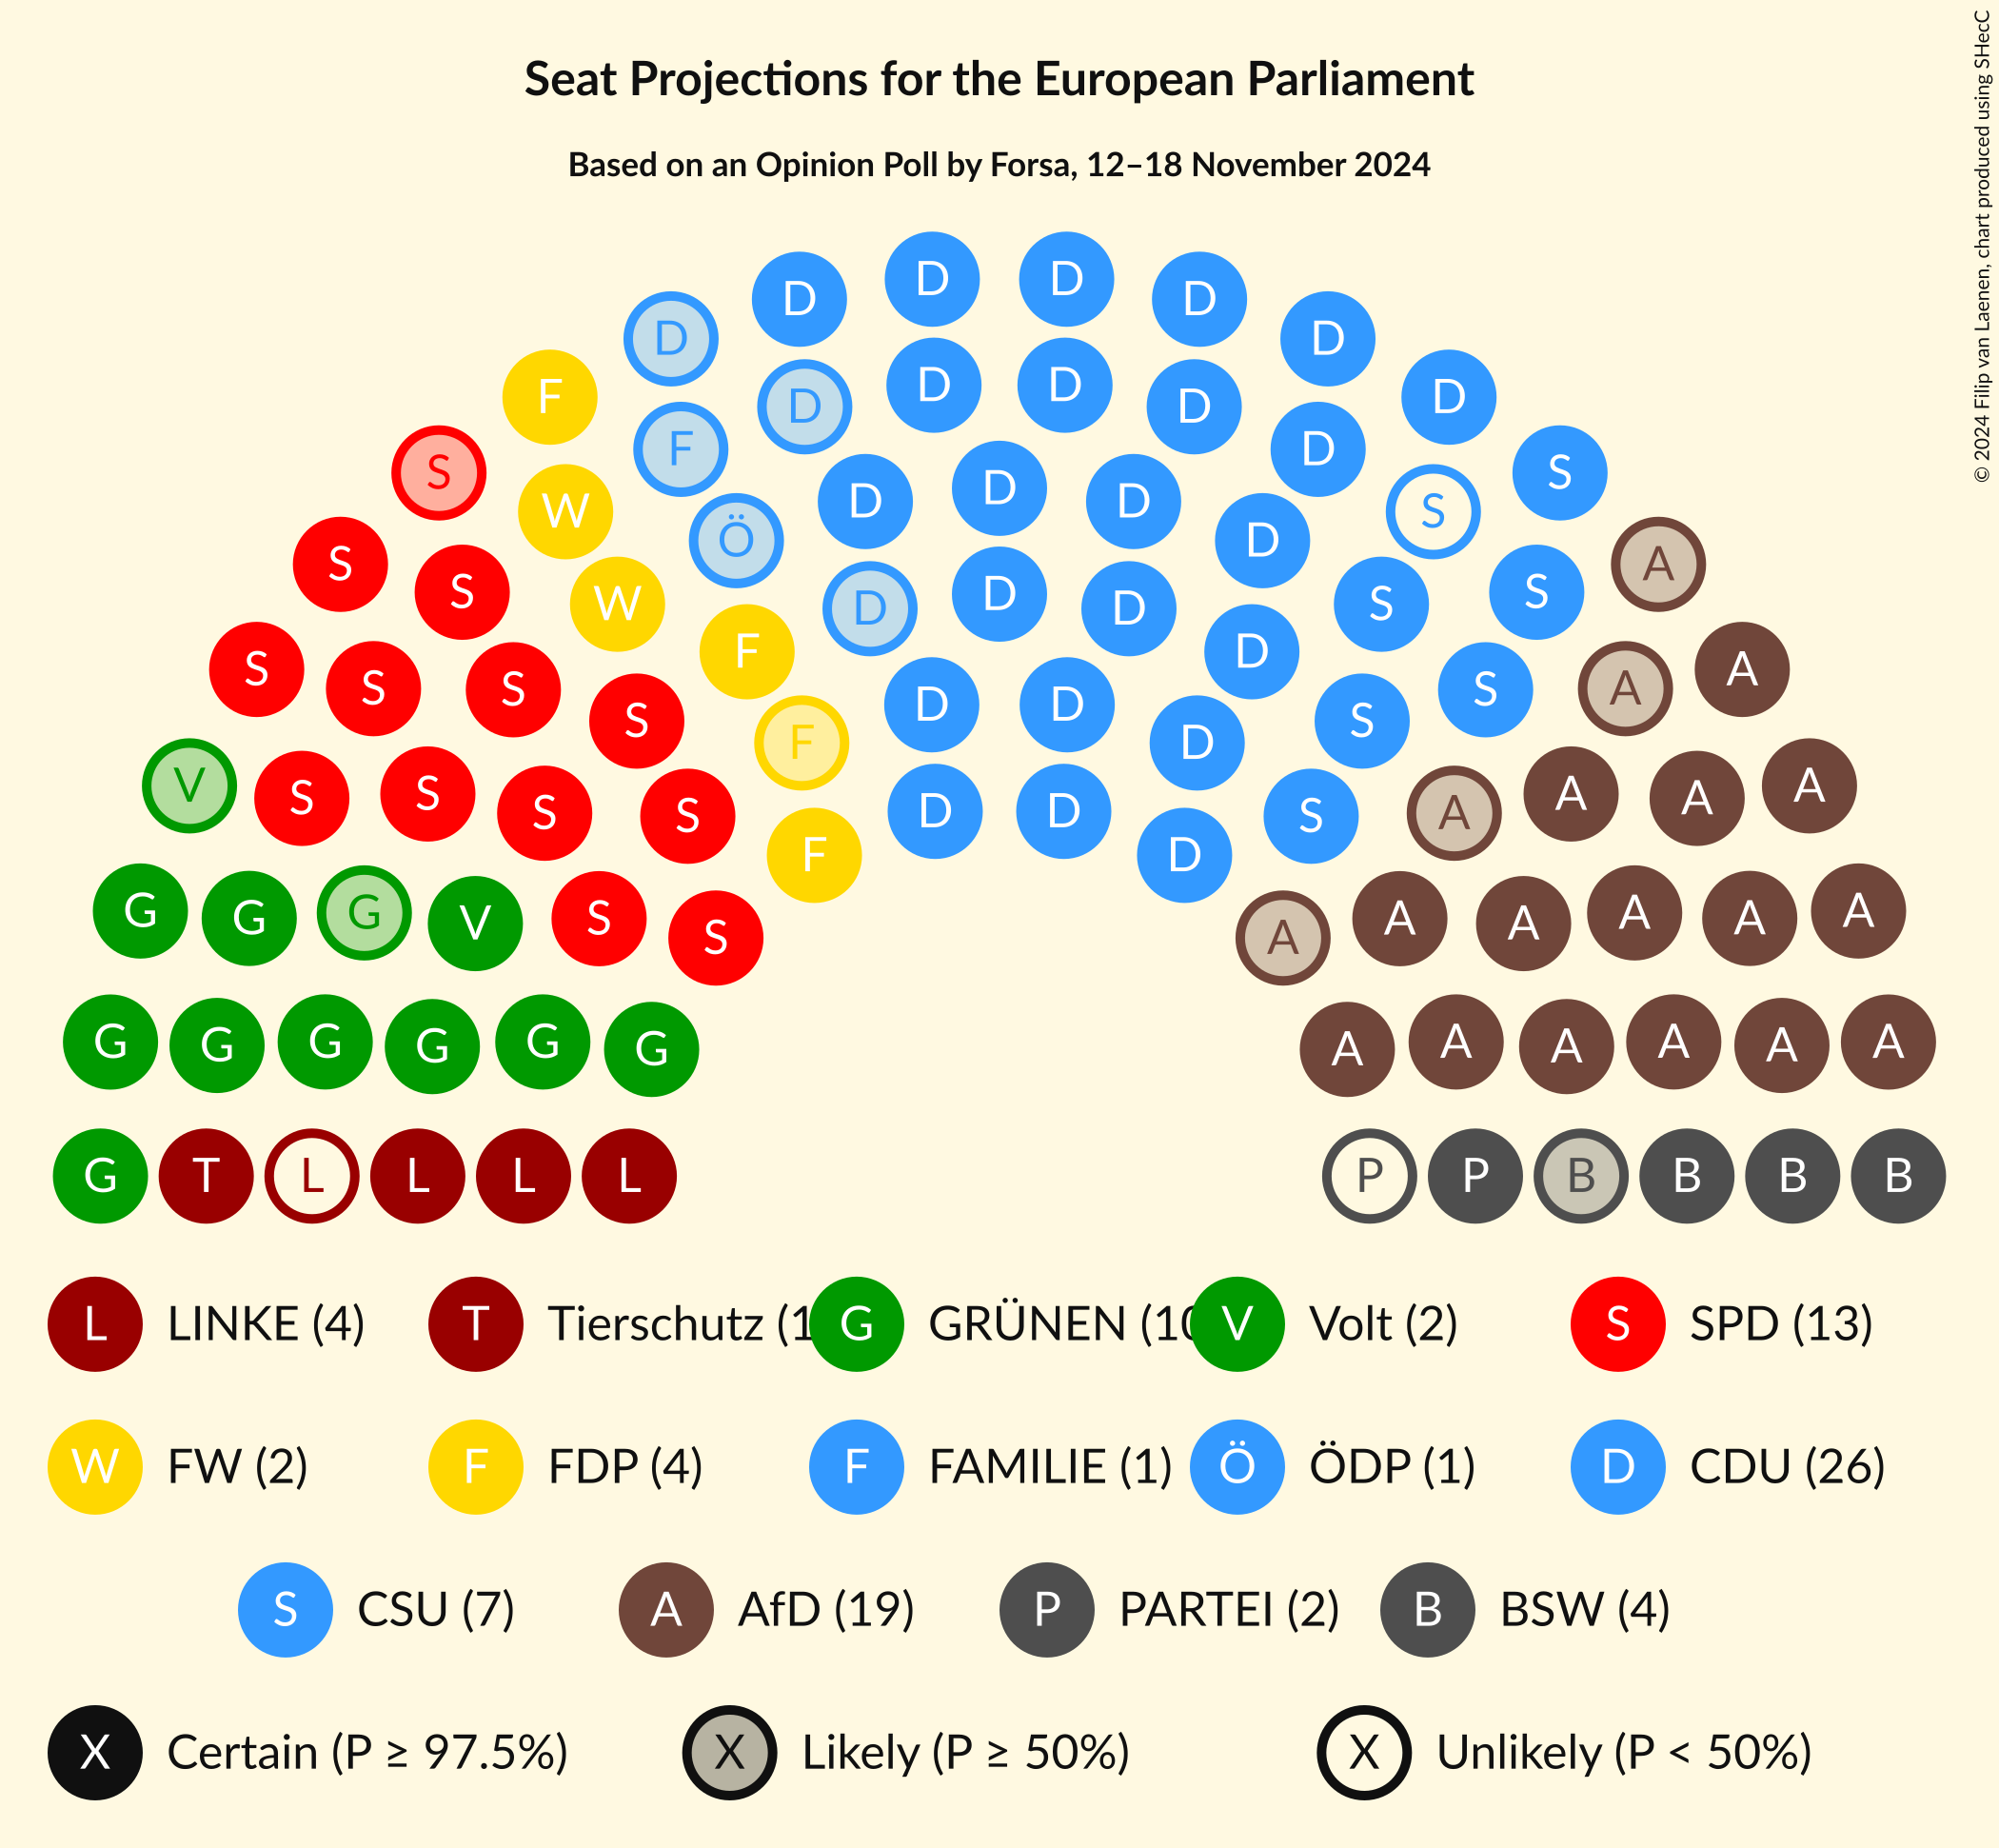 © 2024 Filip van Laenen, chart produced using SHecC
Seat Projections for the European Parliament
Based on an Opinion Poll by Forsa, 12–18 November 2024
D D
D D
D D
D D
F D D D
F D
S D S
D D
W S
Ö D
S A
S D S
W D D S
F D
S A
S S S A
D D
S S
F D
V A
S S A A
S D D A
S S
F D
G G A A
G V A A
S S A A
G G G G G G A A A A A A
G T L L L L P P B B B B
L LINKE (4) T Tierschutz (1 G GRÜNEN (10 V Volt (2) S SPD (13)
W FW (2) F FDP (4) F FAMILIE (1) Ö ÖDP (1) D CDU (26)
S CSU (7) A AfD (19) P PARTEI (2) B BSW (4)
X Certain (P ≥ 97.5%) X Likely (P ≥ 50%) X Unlikely (P < 50%)